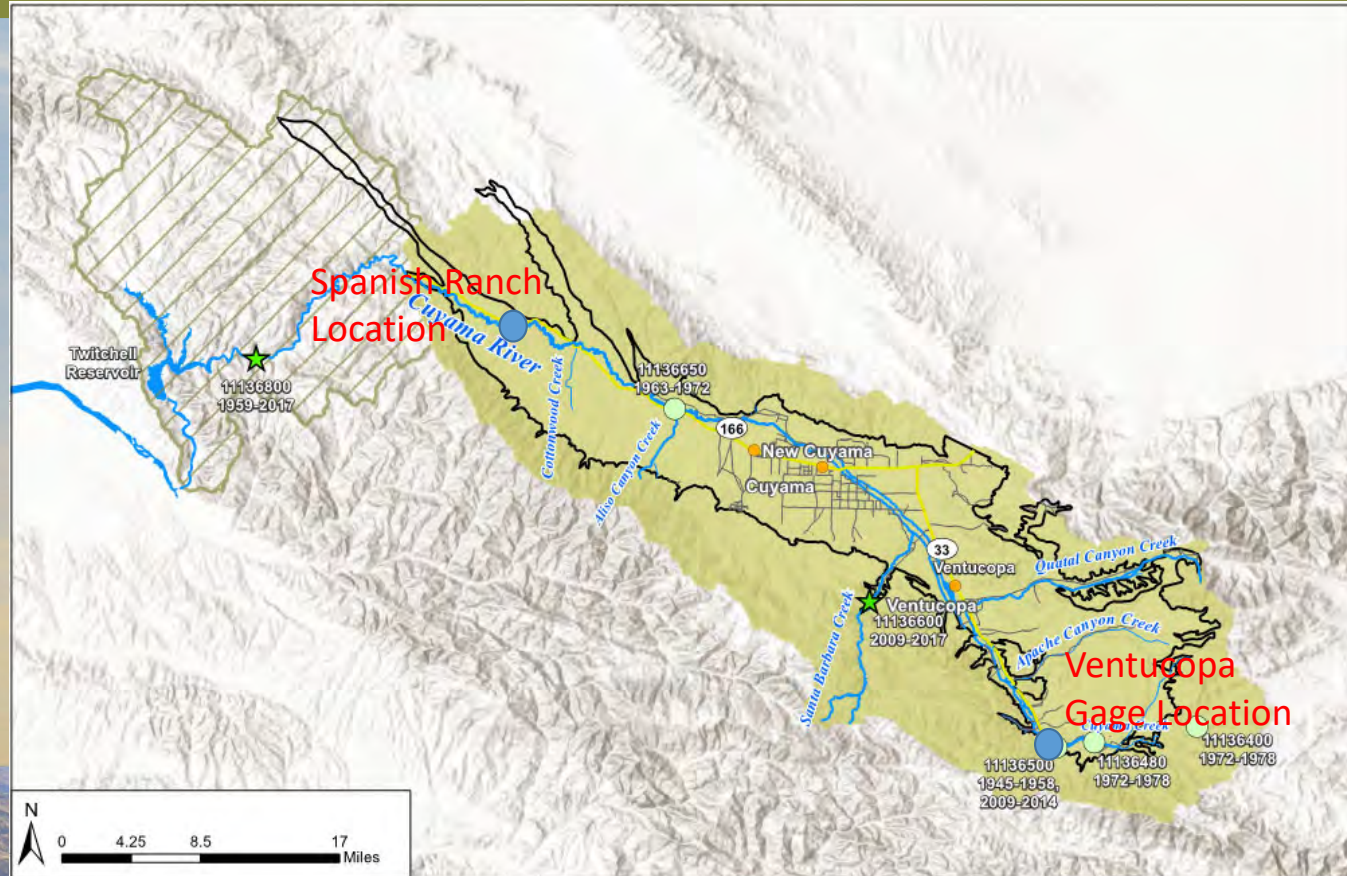 Spanish Ranch
Location
Cuyama River
Twitchell
Reservoir
11136800
1959-2017
Cottonwood Creek
11136650
1963-1972
Aliso Canyon Creek
166
New Cuyama
Cuyama
33
Ventucopa
Quatal Canyon Creek
Ventucopa
11136600
2009-2017
Santa Barbara Creek
Apache Canyon Creek
Ventucopa
Gage Location
Cuyama Creek
11136400
1972-1978
11136480
1972-1978
11136500
1945-1958,
2009-2014
N
0 4.25 8.5 17
Miles